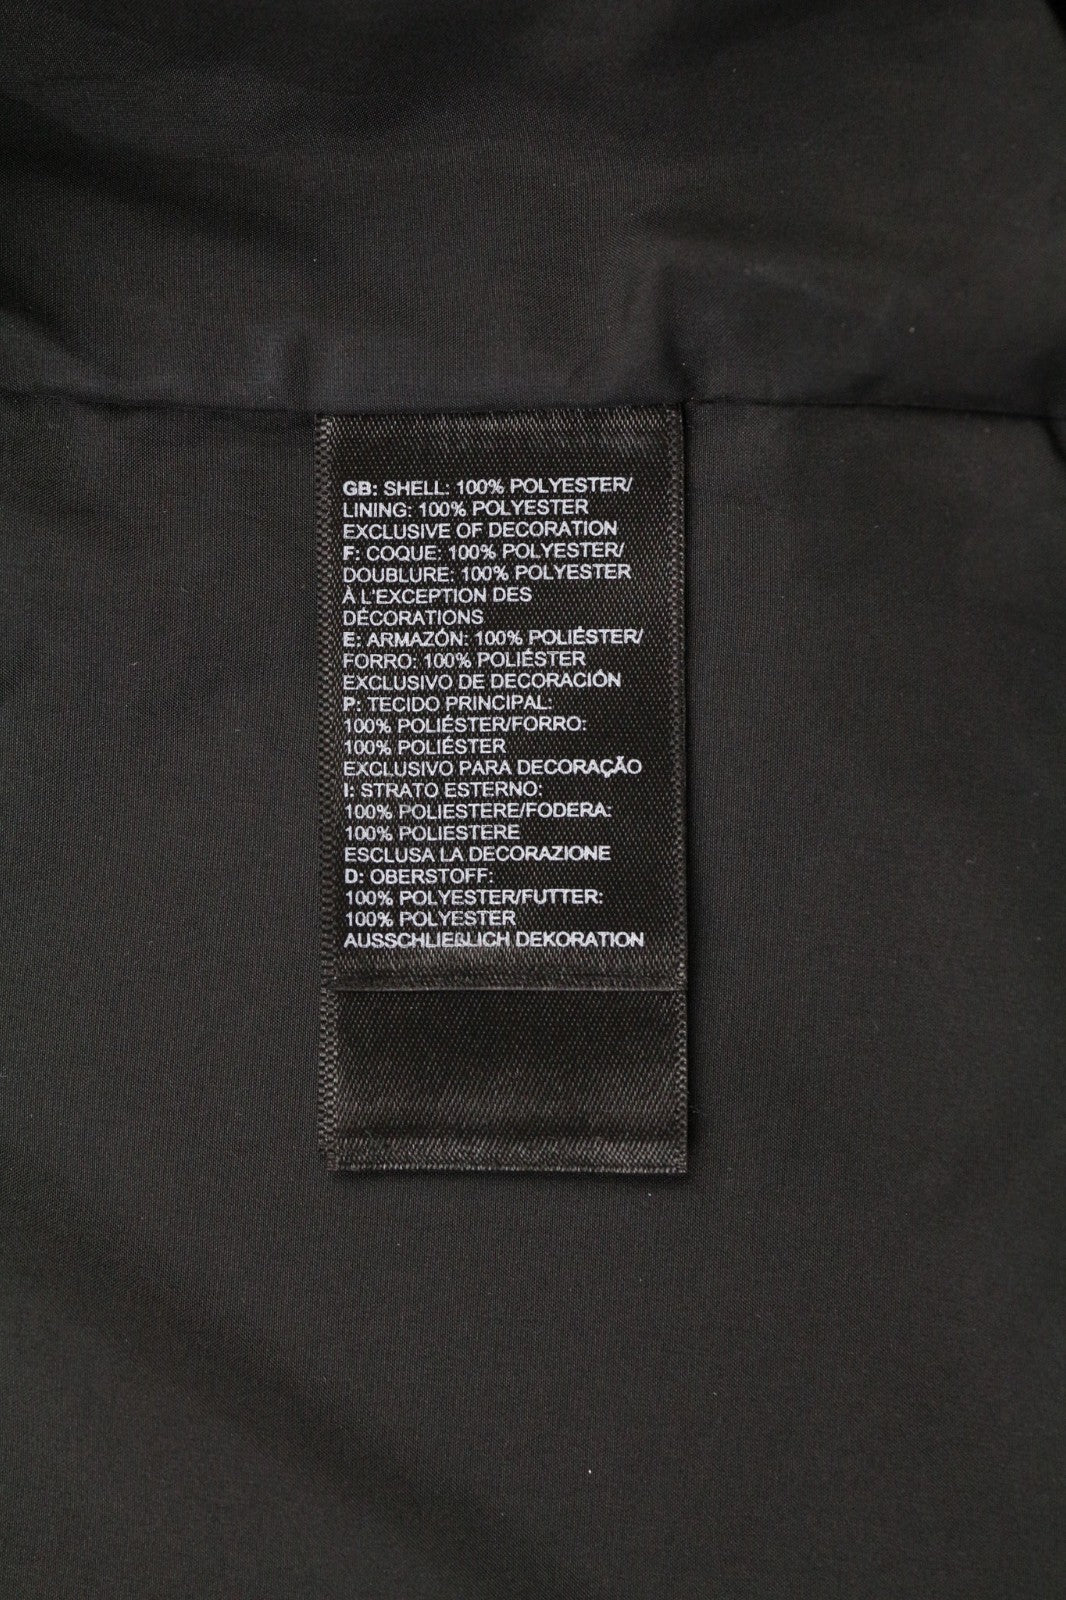 GB: SHELL: 100% POLYESTER/
LINING: 100% POLYESTER
EXCLUSIVE OF DECORATION
F: COQUE: 100% POLYESTER/
DOUBLURE: 100% POLYESTER
À L'EXCEPTION DES
DÉCORATIONS
E: ARMAZÓN: 100% POLIÉSTER/
FORRO: 100% POLIÉSTER
EXCLUSIVO DE DECORACIÓN
P: TECIDO PRINCIPAL:
100% POLIÉSTER/FORRO:
100% POLIÉSTER
EXCLUSIVO PARA DECORAÇÃO
I: STRATO ESTERNO:
100% POLIESTERE/FODERA:
100% POLIESTERE
ESCLUSA LA DECORAZIONE
D: OBERSTOFF:
100% POLYESTER/FUTTER:
100% POLYESTER
AUSSCHLIEßLICH DEKORATION